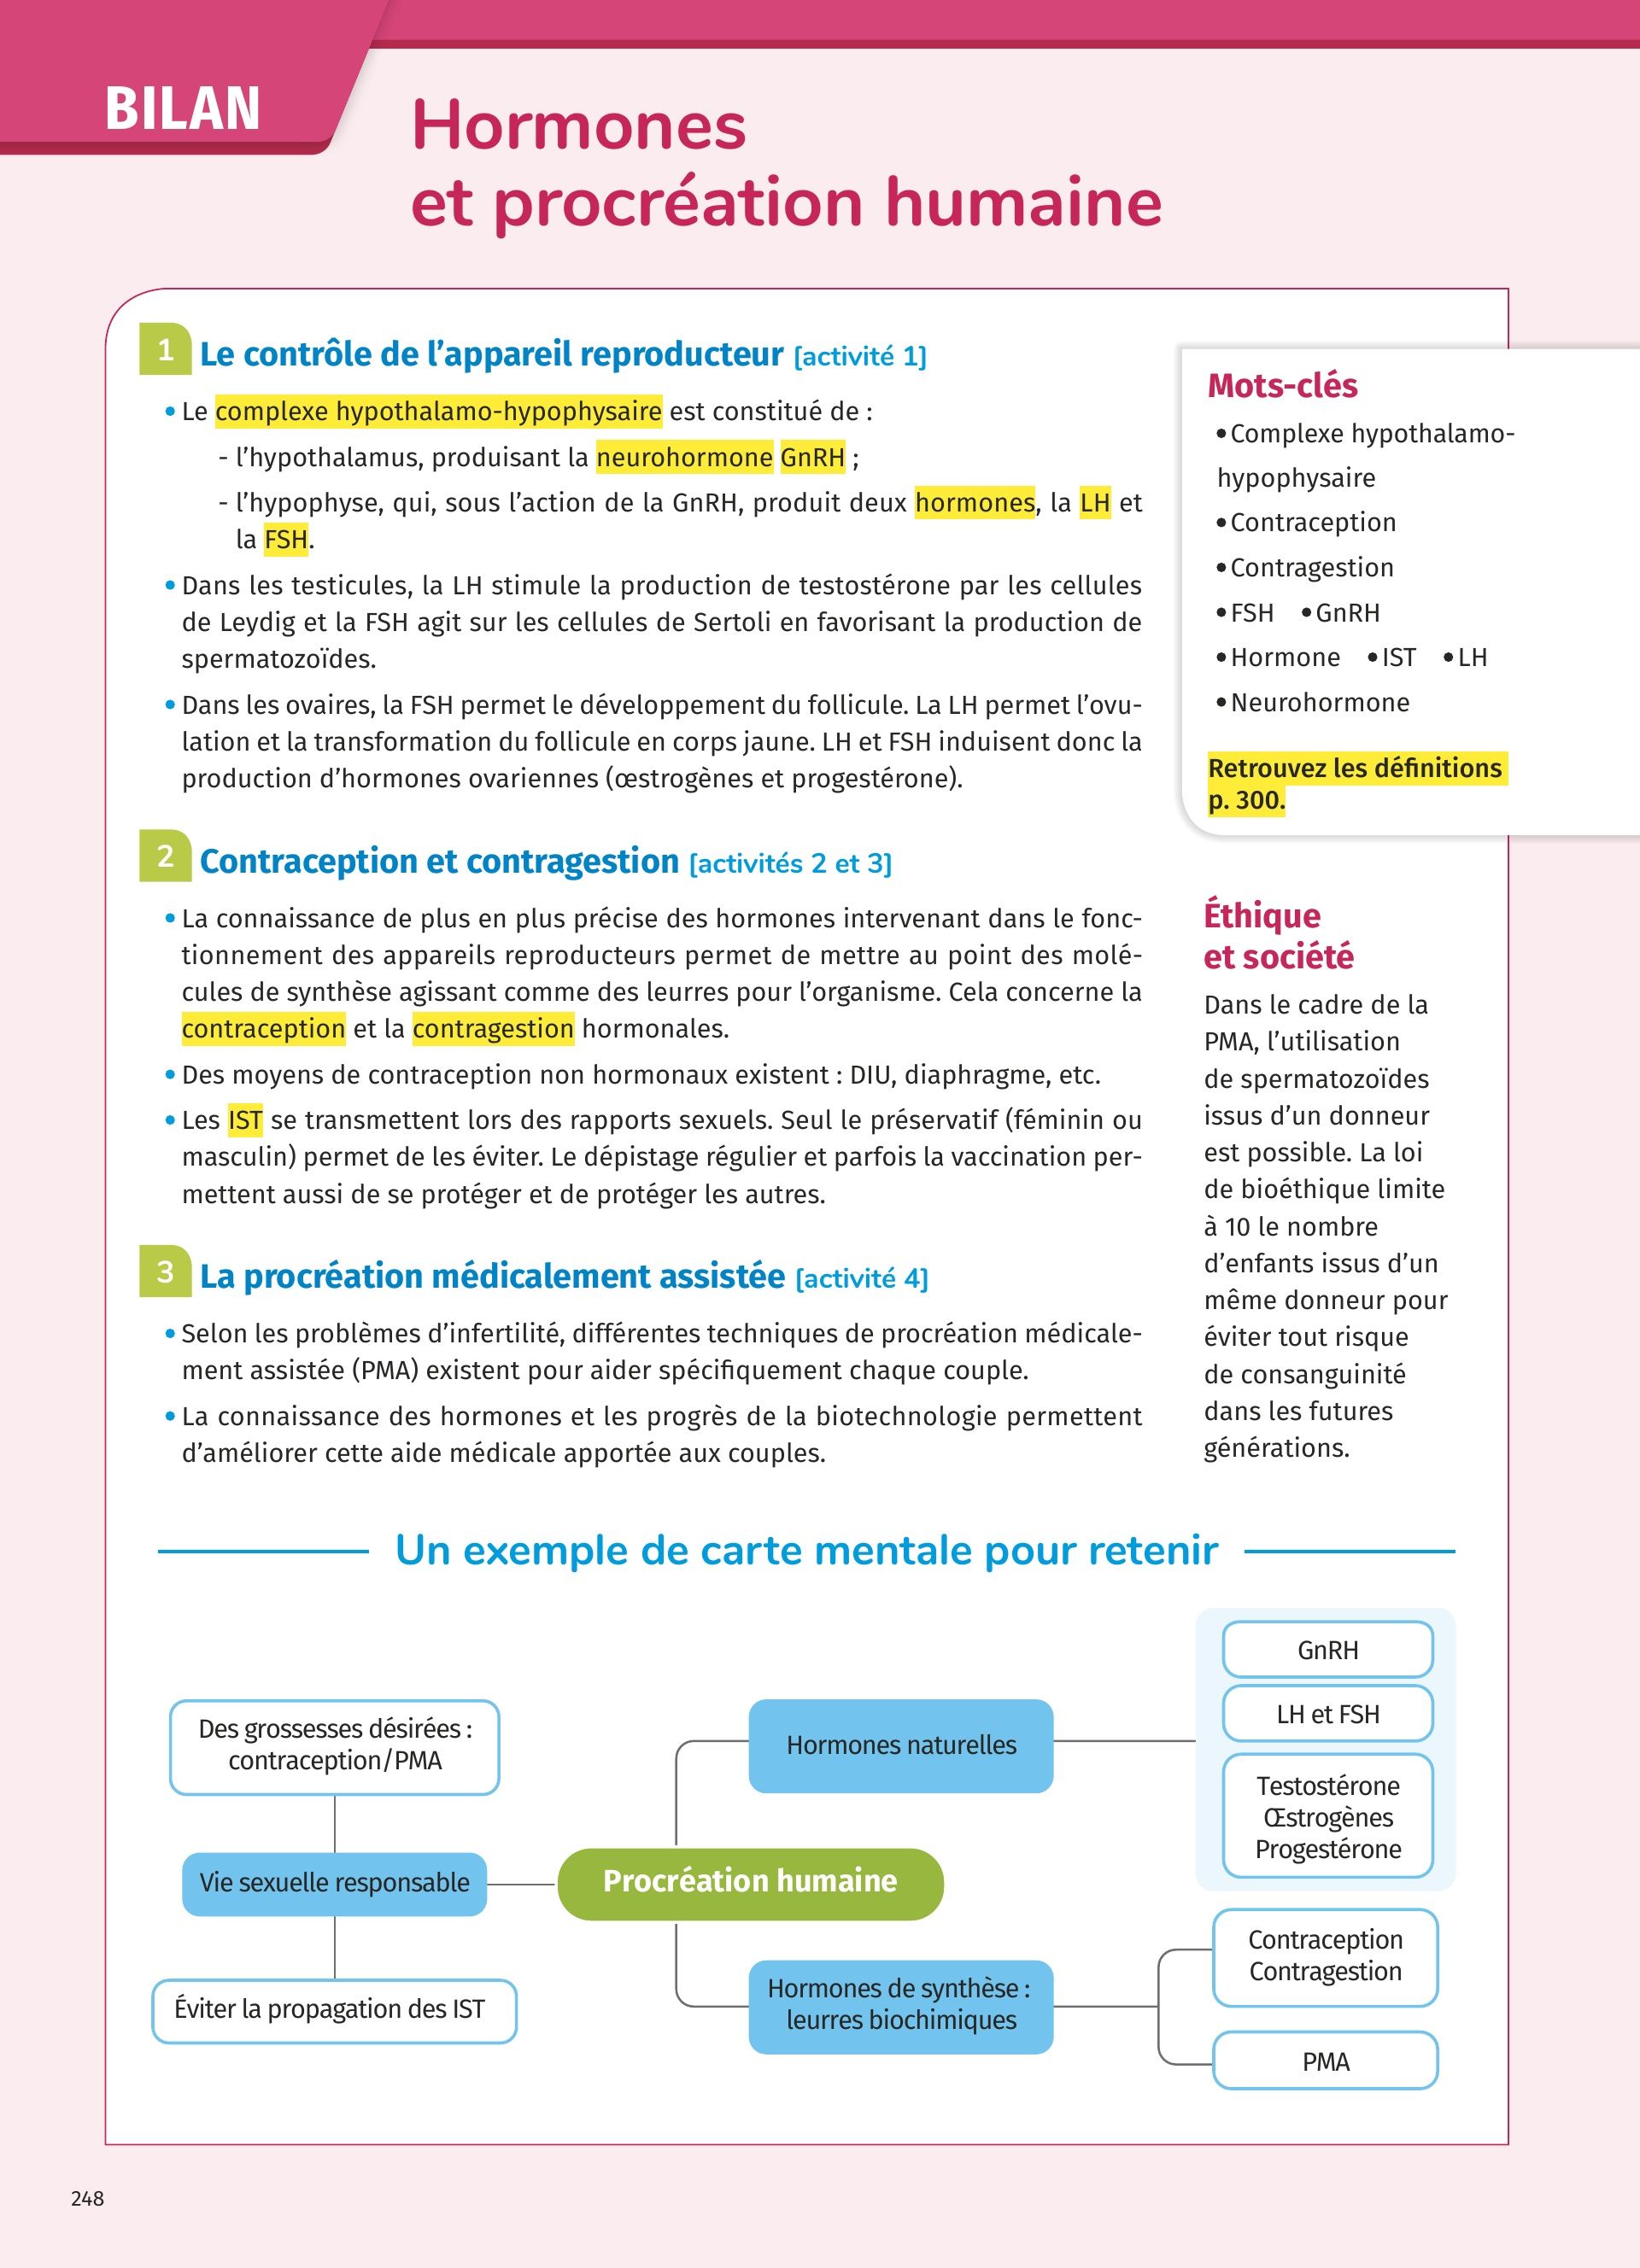 BILAN
Hormones
et procréation humaine
1 Le contrôle de l’appareil reproducteur [activité 1]
• Le complexe hypothalamo-hypophysaire est constitué de :
- l’hypothalamus, produisant la neurohormone GnRH ;
- l’hypophyse, qui, sous l’action de la GnRH, produit deux hormones, la LH et
la FSH.
• Dans les testicules, la LH stimule la production de testostérone par les cellules
de Leydig et la FSH agit sur les cellules de Sertoli en favorisant la production de
spermatozoïdes.
• Dans les ovaires, la FSH permet le développement du follicule. La LH permet l’ovu-
lation et la transformation du follicule en corps jaune. LH et FSH induisent donc la
production d’hormones ovariennes (œstrogènes et progestérone).
2 Contraception et contragestion [activités 2 et 3]
• La connaissance de plus en plus précise des hormones intervenant dans le fonc-
tionnement des appareils reproducteurs permet de mettre au point des molé-
cules de synthèse agissant comme des leurres pour l’organisme. Cela concerne la
contraception et la contragestion hormonales.
• Des moyens de contraception non hormonaux existent : DIU, diaphragme, etc.
• Les IST se transmettent lors des rapports sexuels. Seul le préservatif (féminin ou
masculin) permet de les éviter. Le dépistage régulier et parfois la vaccination per-
mettent aussi de se protéger et de protéger les autres.
3 La procréation médicalement assistée [activité 4]
• Selon les problèmes d’infertilité, différentes techniques de procréation médicale-
ment assistée (PMA) existent pour aider spécifiquement chaque couple.
• La connaissance des hormones et les progrès de la biotechnologie permettent
d’améliorer cette aide médicale apportée aux couples.
Mots-clés
• Complexe hypothalamo-
hypophysaire
• Contraception
• Contragestion
• FSH • GnRH
• Hormone • IST • LH
• Neurohormone
Retrouvez les définitions
p. 300.
Éthique
et société
Dans le cadre de la
PMA, l’utilisation
de spermatozoïdes
issus d’un donneur
est possible. La loi
de bioéthique limite
à 10 le nombre
d’enfants issus d’un
même donneur pour
éviter tout risque
de consanguinité
dans les futures
générations.
Un exemple de carte mentale pour retenir
Des grossesses désirées :
contraception/PMA
Vie sexuelle responsable
Éviter la propagation des IST
Procréation humaine
Hormones naturelles
GnRH
LH et FSH
Testostérone
Œstrogènes
Progestérone
Hormones de synthèse :
leurres biochimiques
Contraception
Contragestion
PMA
248